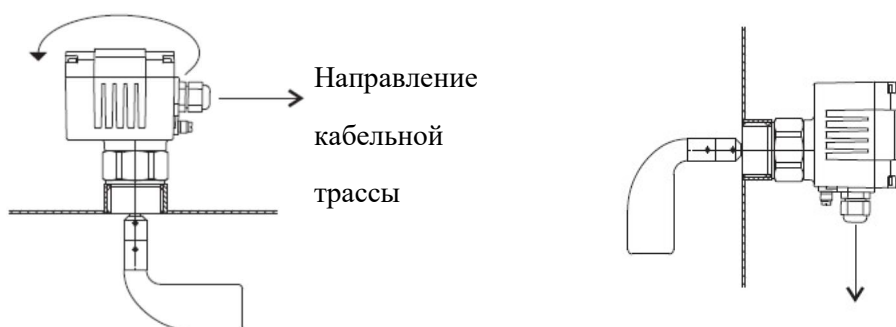 Направление
кабельной
трассы